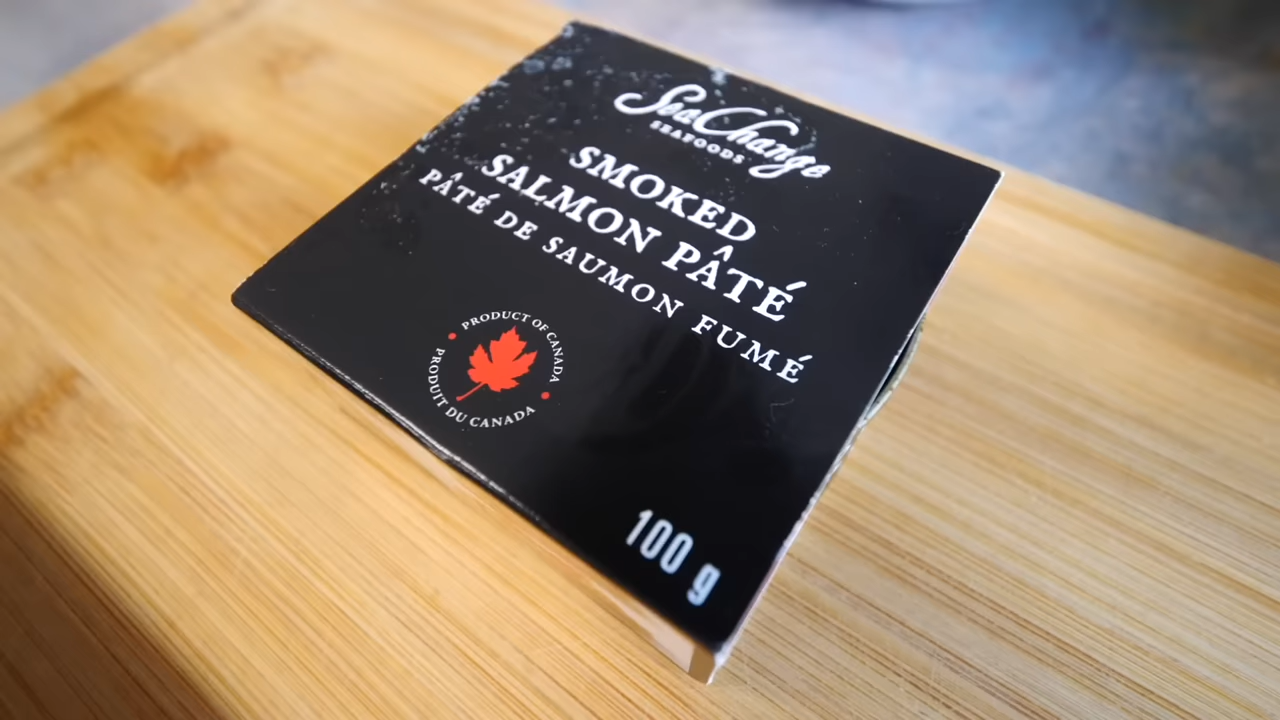 SeaChange
SEAFOODS
SMOKED
SALMON PÂTÉ
PÂTÉ DE SAUMON FUMÉ
PRODUCT OF CANADA
PRODUIT DU CANADA
100 g